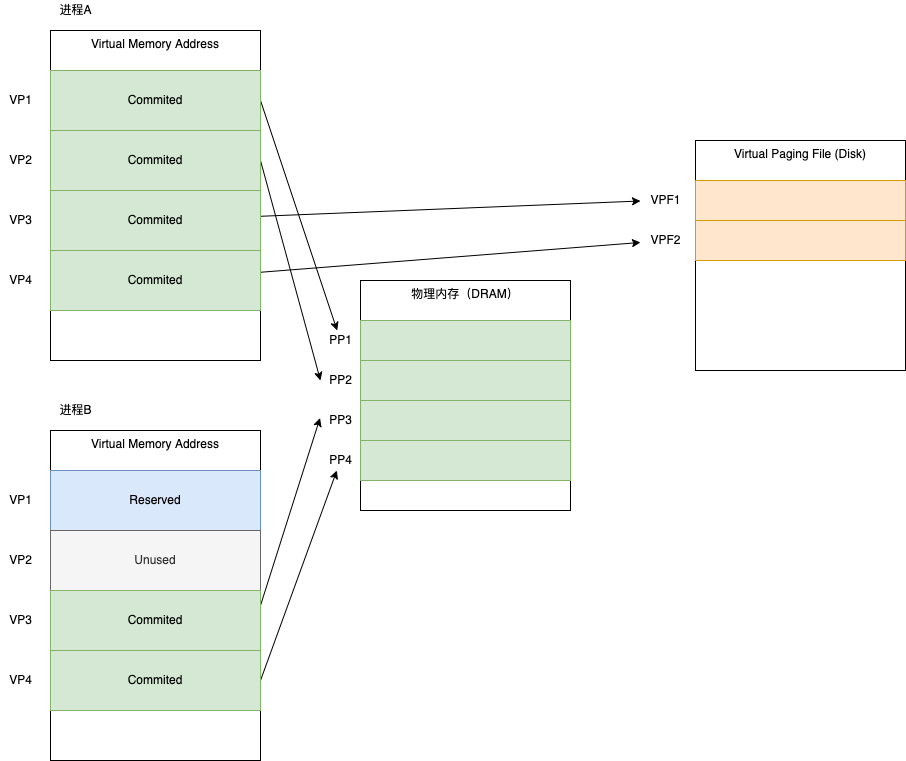 进程A
Virtual Memory Address
VP1
Commited
VP2
Commited
VP3
Commited
VP4
Commited
Virtual Paging File (Disk)
VPF1
VPF2
物理内存（DRAM）
PP1
PP2
PP3
PP4
进程B
Virtual Memory Address
VP1
Reserved
VP2
Unused
VP3
Commited
VP4
Commited